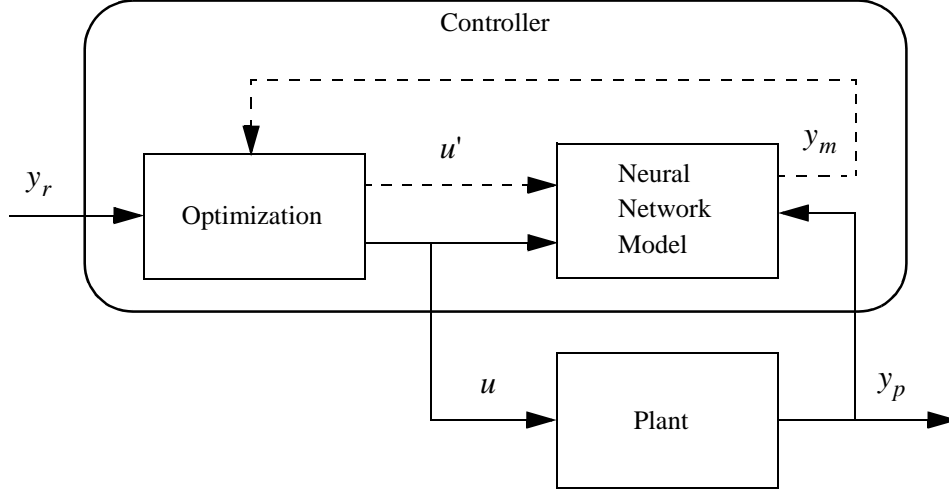 Controller
y_m
u'
y_r
Neural
Network
Model
Optimization
u
y_p
Plant